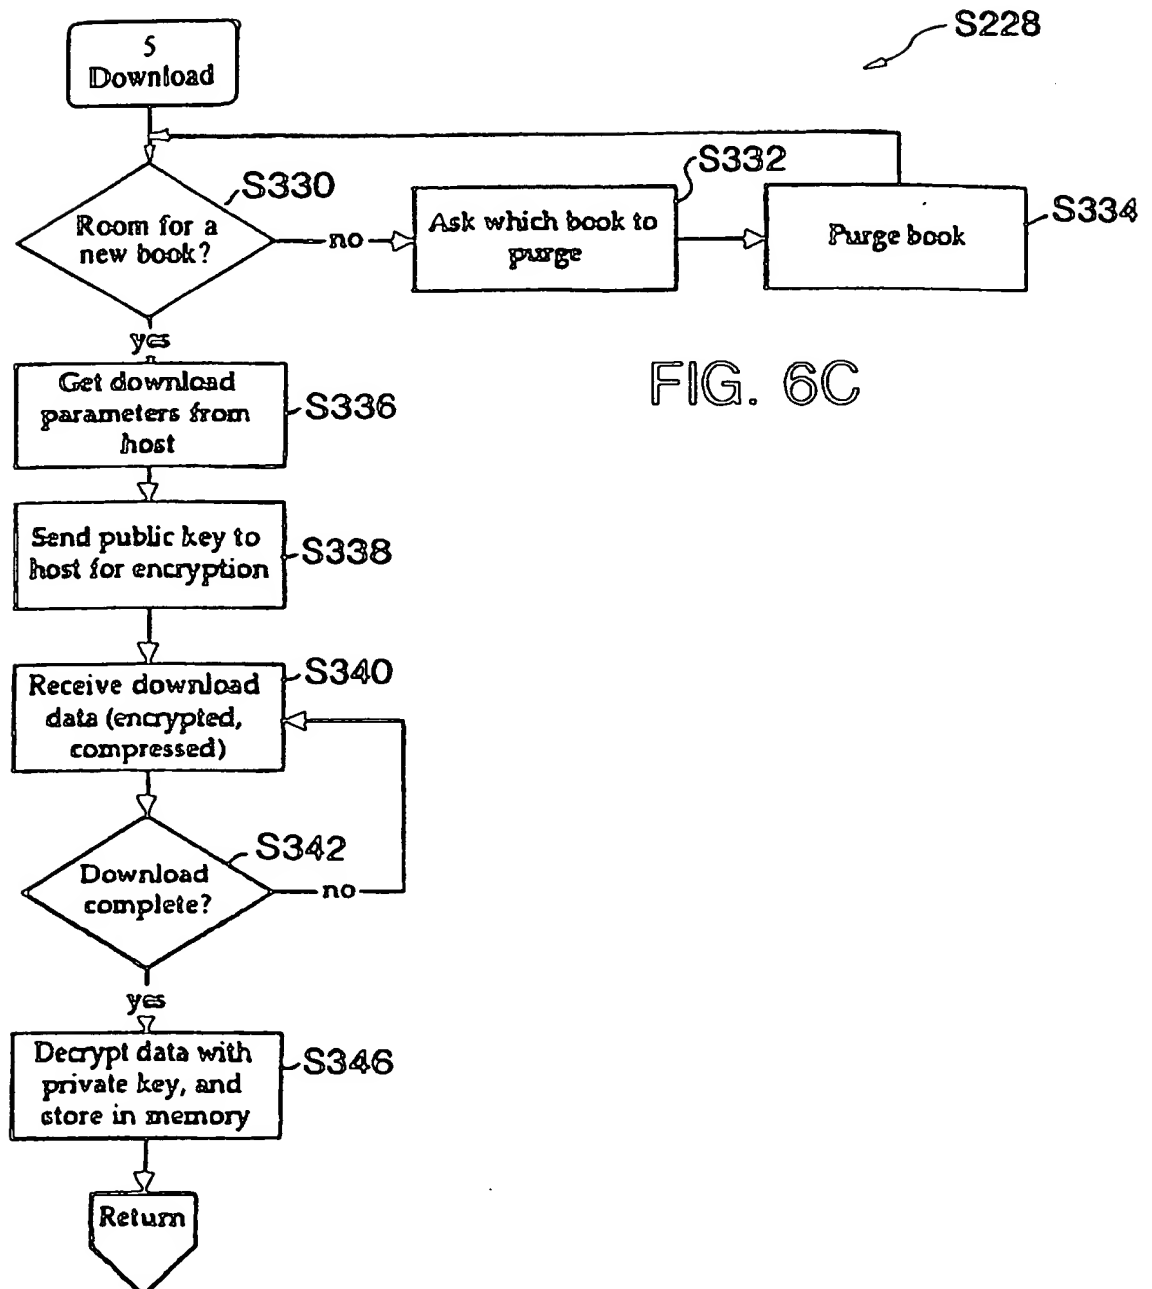 S228
5
Download
S330
Room for a
new book?
no
S332
Ask which book to
purge
S334
Purge book
yes
FIG. 6C
Get download
parameters from
host
S336
Send public key to
host for encryption
S338
S340
Receive download
data (encrypted,
compressed)
S342
Download
complete?
no
yes
Decrypt data with
private key, and
store in memory
S346
Return